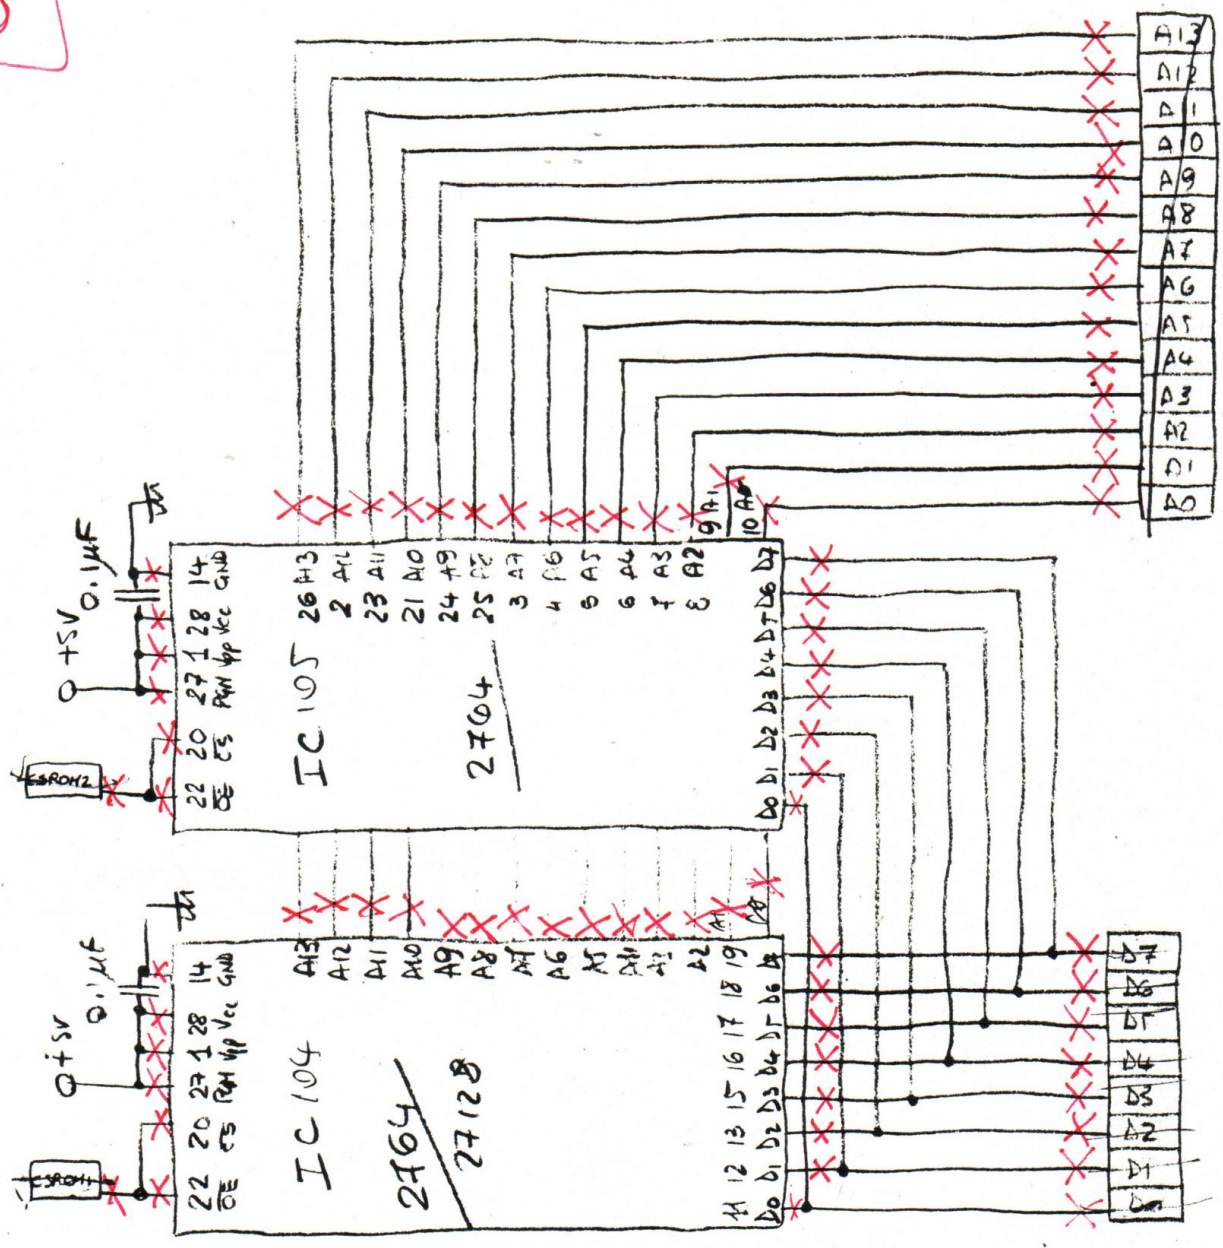 A13
A12
A11
A10
A9
A8
A7
A6
A5
A4
A3
A2
A1
A0
+5V
0.1µF
22 20 27 1 28 14
OE CS PGM Vpp Vcc GND
CSROM2
IC 105
2764
26 A13
2 A12
23 A11
21 A10
24 A9
25 A8
3 A7
4 A6
5 A5
6 A4
7 A3
8 A2
9 A1
10 A0
D0 D1 D2 D3 D4 D5 D6 D7
+5V
0.1µF
22 20 27 1 28 14
OE CS PGM Vpp Vcc GND
CSROM1
IC 104
2764
27128
A13
A12
A11
A10
A9
A8
A7
A6
A5
A2
A1
A0
11 12 13 15 16 17 18 19
D0 D1 D2 D3 D4 D5 D6 D7
D7
D6
D5
D4
D3
D2
D1
D0